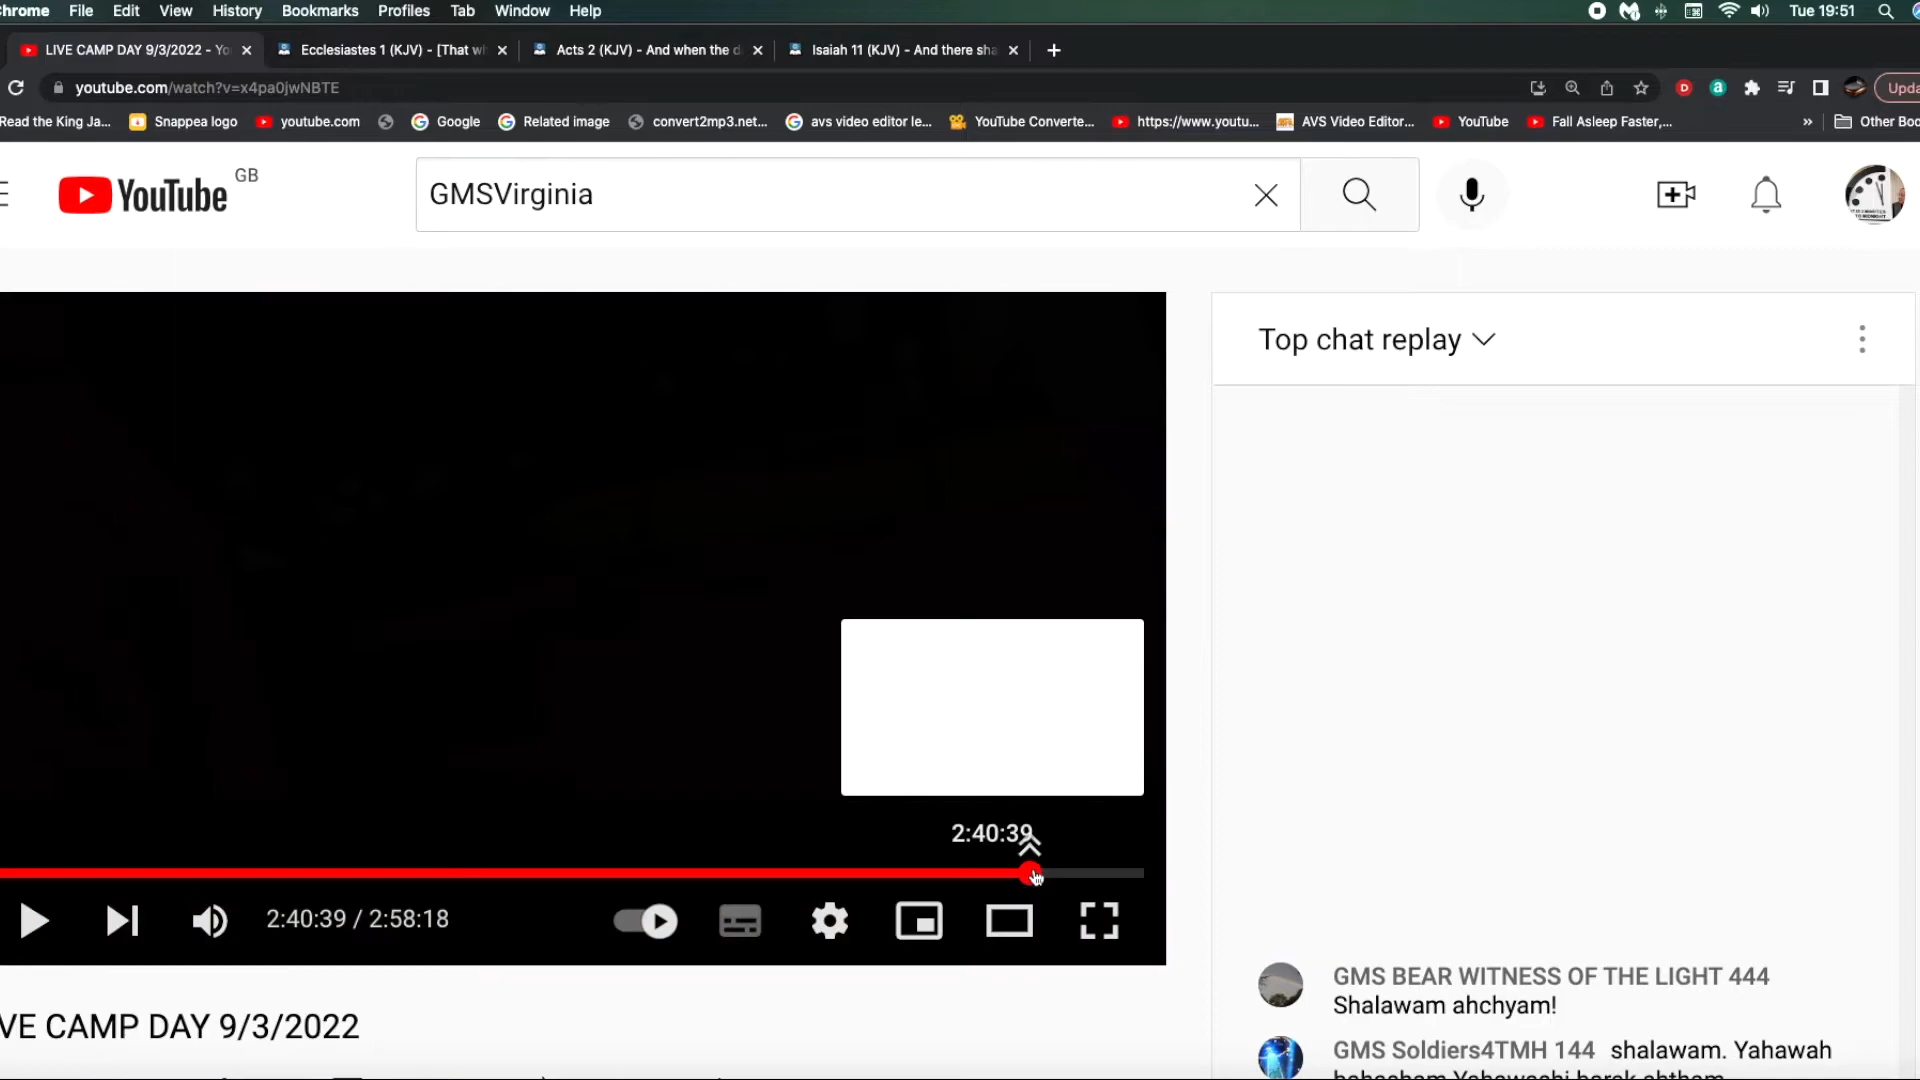 Chrome File Edit View History Bookmarks Profiles Tab Window Help Tue 19:51
LIVE CAMP DAY 9/3/2022 - Yo Ecclesiastes 1 (KJV) - [That wh Acts 2 (KJV) - And when the d Isaiah 11 (KJV) - And there sha
youtube.com/watch?v=x4pa0jwNBTE Upda
Read the King Ja... Snappea logo youtube.com Google Related image convert2mp3.net... avs video editor le... YouTube Converte... https://www.youtu... AVS Video Editor... YouTube Fall Asleep Faster,... » Other Boo
YouTube GB
GMSVirginia
Top chat replay
2:40:39
2:40:39 / 2:58:18
VE CAMP DAY 9/3/2022
GMS BEAR WITNESS OF THE LIGHT 444
Shalawam ahchyam!
GMS Soldiers4TMH 144 shalawam. Yahawah